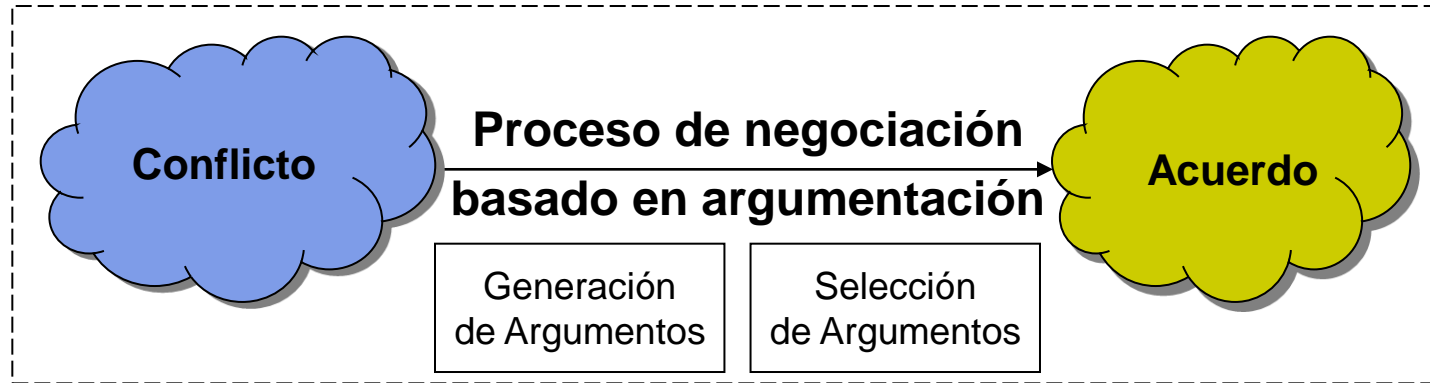 Conflicto
Proceso de negociación
basado en argumentación
Acuerdo
Generación
de Argumentos
Selección
de Argumentos